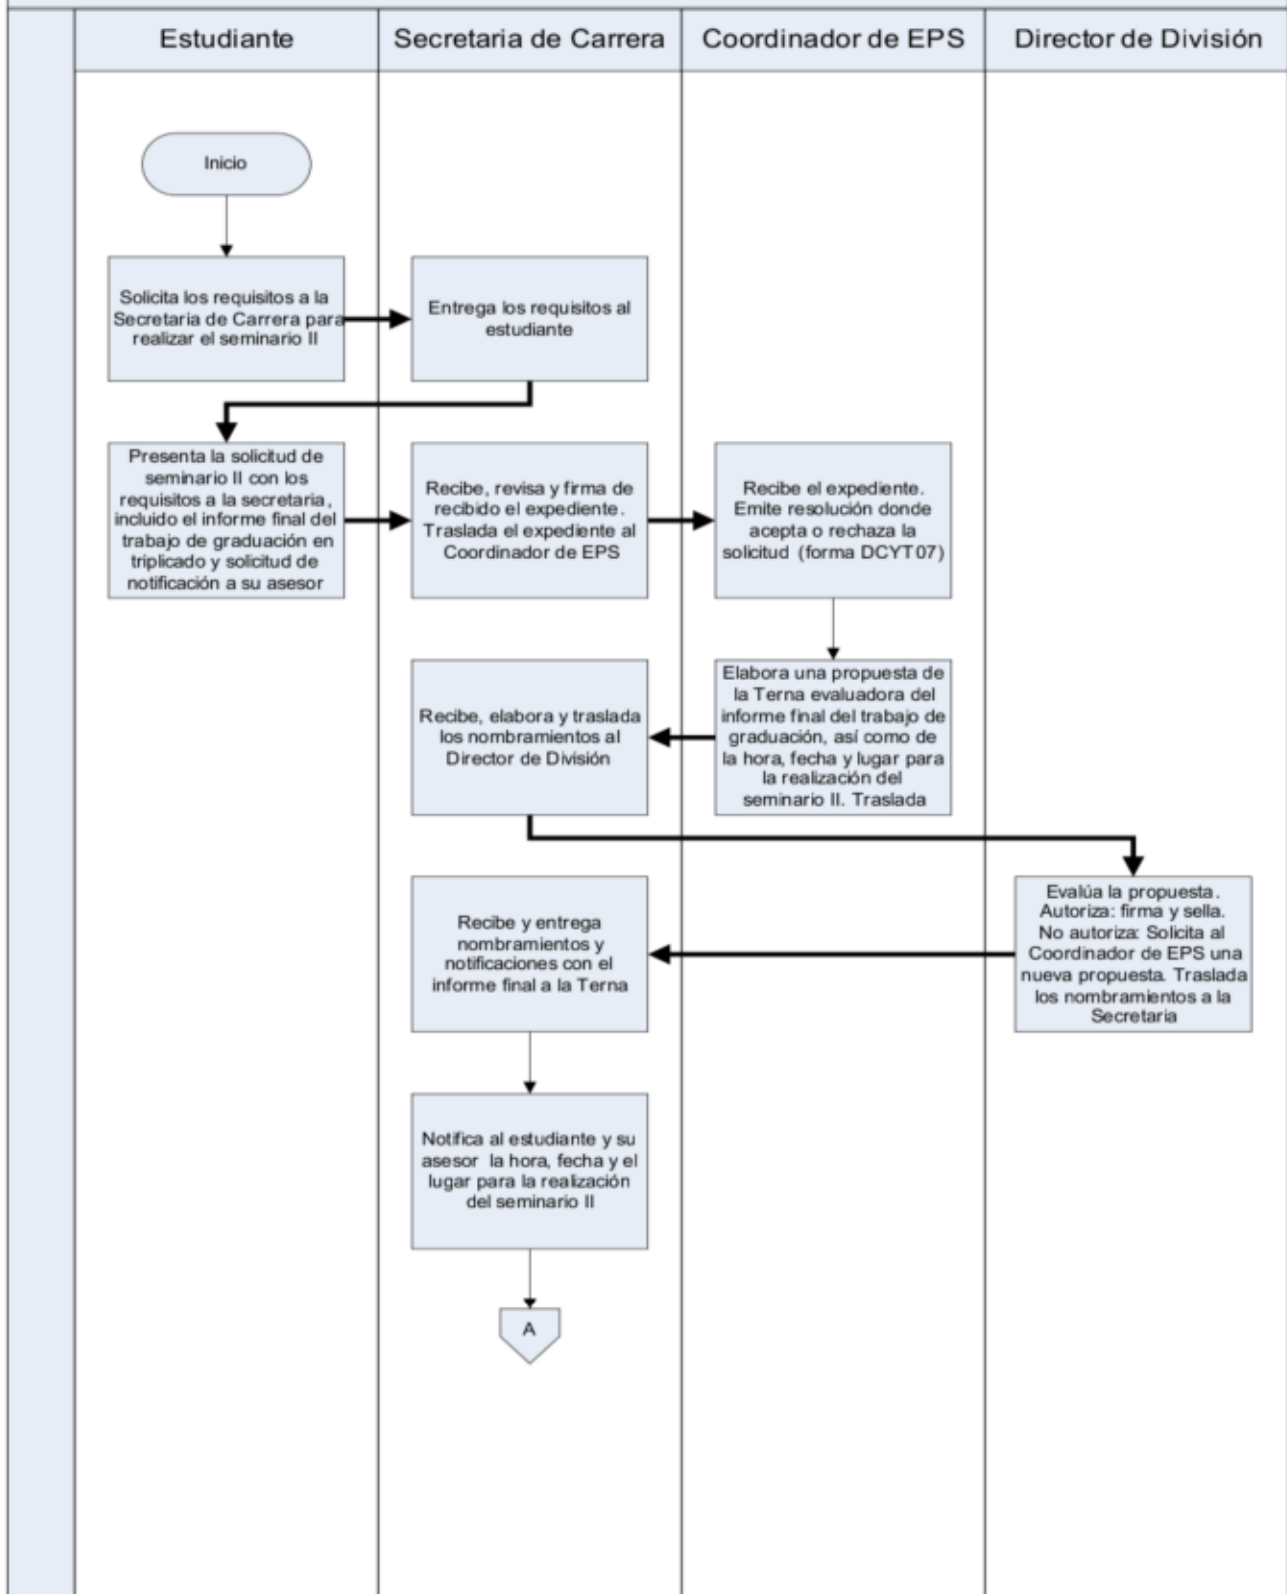 Estudiante
Secretaria de Carrera
Coordinador de EPS
Director de División
Inicio
Solicita los requisitos a la
Secretaria de Carrera para
realizar el seminario II
Entrega los requisitos al
estudiante
Presenta la solicitud de
seminario II con los
requisitos a la secretaria,
incluido el informe final del
trabajo de graduación en
triplicado y solicitud de
notificación a su asesor
Recibe, revisa y firma de
recibido el expediente.
Traslada el expediente al
Coordinador de EPS
Recibe el expediente.
Emite resolución donde
acepta o rechaza la
solicitud (forma DCYT07)
Elabora una propuesta de
la Terna evaluadora del
informe final del trabajo de
graduación, así como de
la hora, fecha y lugar para
la realización del
seminario II. Traslada
Recibe, elabora y traslada
los nombramientos al
Director de División
Evalúa la propuesta.
Autoriza: firma y sella.
No autoriza: Solicita al
Coordinador de EPS una
nueva propuesta. Traslada
los nombramientos a la
Secretaria
Recibe y entrega
nombramientos y
notificaciones con el
informe final a la Terna
Notifica al estudiante y su
asesor la hora, fecha y el
lugar para la realización
del seminario II
A